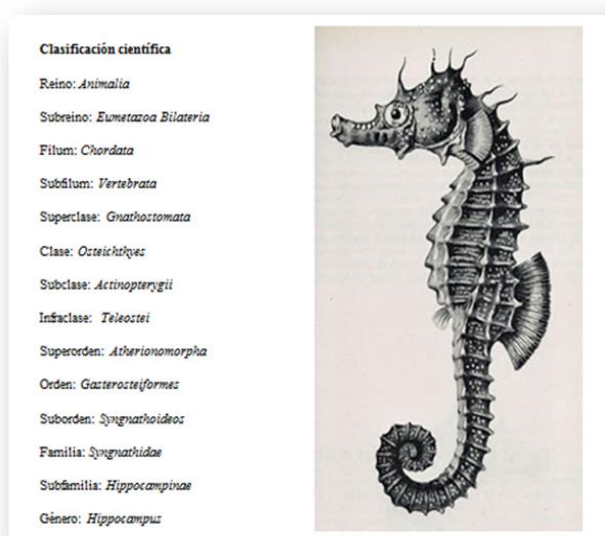 Clasificación científica
Reino: Animalia
Subreino: Eumetazoa Bilateria
Filum: Chordata
Subfilum: Vertebrata
Superclase: Gnathostomata
Clase: Osteichthyes
Subclase: Actinopterygii
Infraclase: Teleostei
Superorden: Atherionomorpha
Orden: Gasterosteiformes
Suborden: Syngnathoideos
Familia: Syngnathidae
Subfamilia: Hippocampinae
Género: Hippocampus